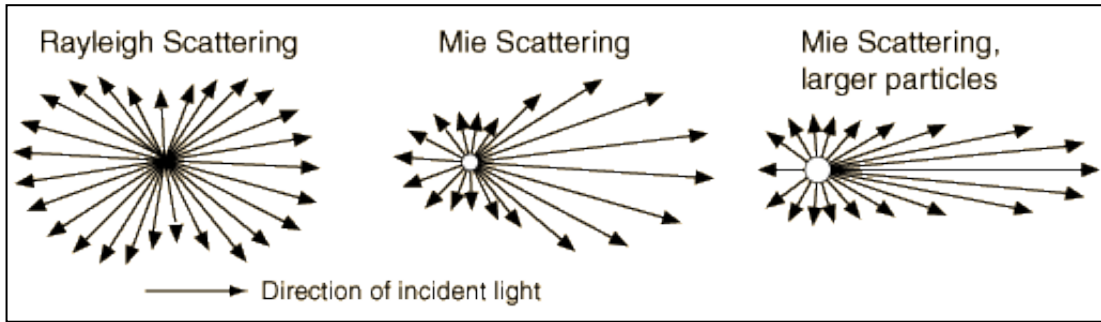 Rayleigh Scattering
Mie Scattering
Mie Scattering,
larger particles
Direction of incident light